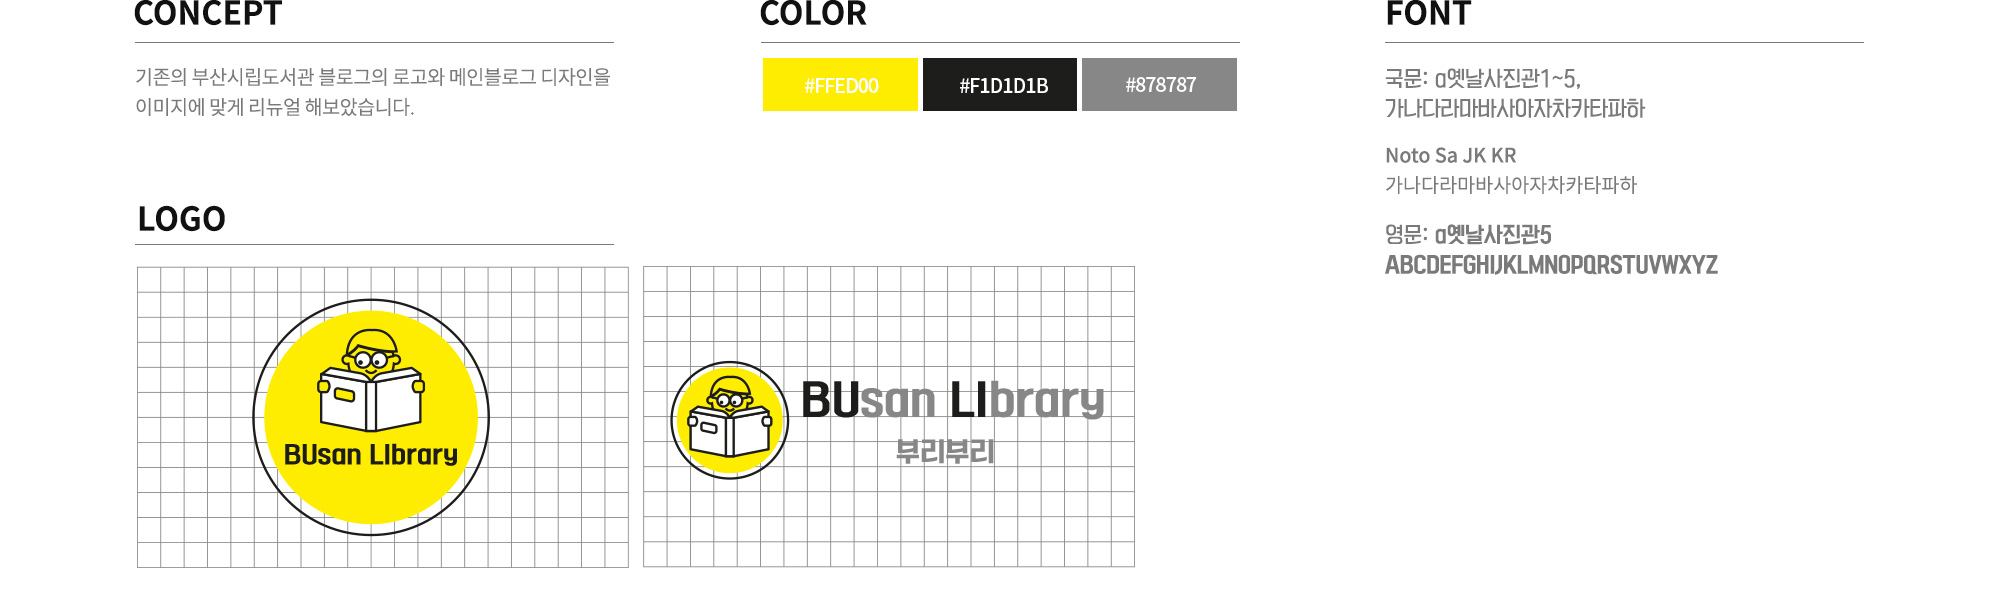 CONCEPT
기존의 부산시립도서관 블로그의 로고와 메인블로그 디자인을
이미지에 맞게 리뉴얼 해보았습니다.
COLOR
#FFED00
#F1D1D1B
#878787
FONT
국문: a옛날사진관1~5,
가나다라마바사아자차카타파하
Noto Sa JK KR
가나다라마바사아자차카타파하
영문: a옛날사진관5
ABCDEFGHIJKLMNOPQRSTUVWXYZ
LOGO
BUsan LIbrary
BUsan LIbrary
부리부리